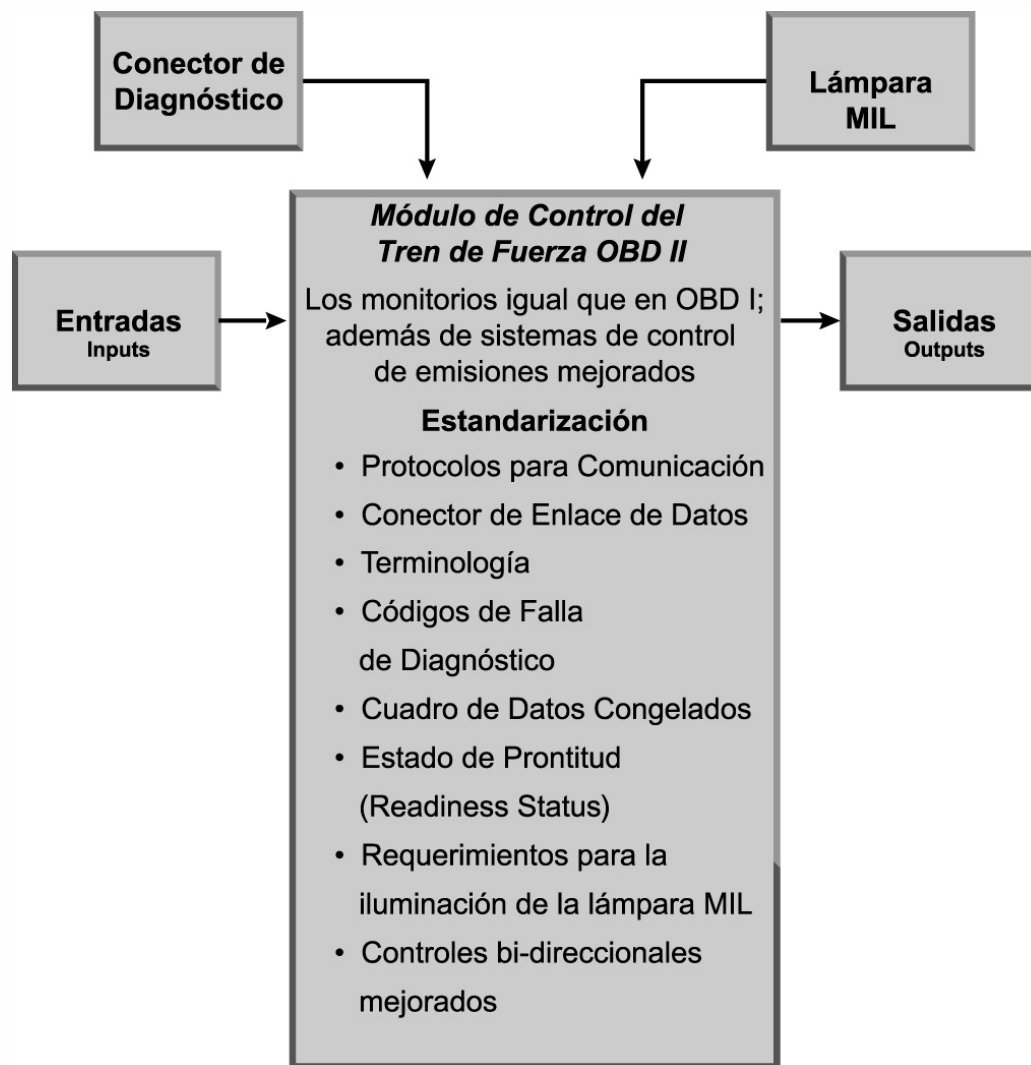 Conector de
Diagnóstico
Lámpara
MIL
Módulo de Control del
Tren de Fuerza OBD II
Los monitorios igual que en OBD I;
además de sistemas de control
de emisiones mejorados
Entradas
Inputs
Salidas
Outputs
Estandarización
• Protocolos para Comunicación
• Conector de Enlace de Datos
• Terminología
• Códigos de Falla
de Diagnóstico
• Cuadro de Datos Congelados
• Estado de Prontitud
(Readiness Status)
• Requerimientos para la
iluminación de la lámpara MIL
• Controles bi-direccionales
mejorados